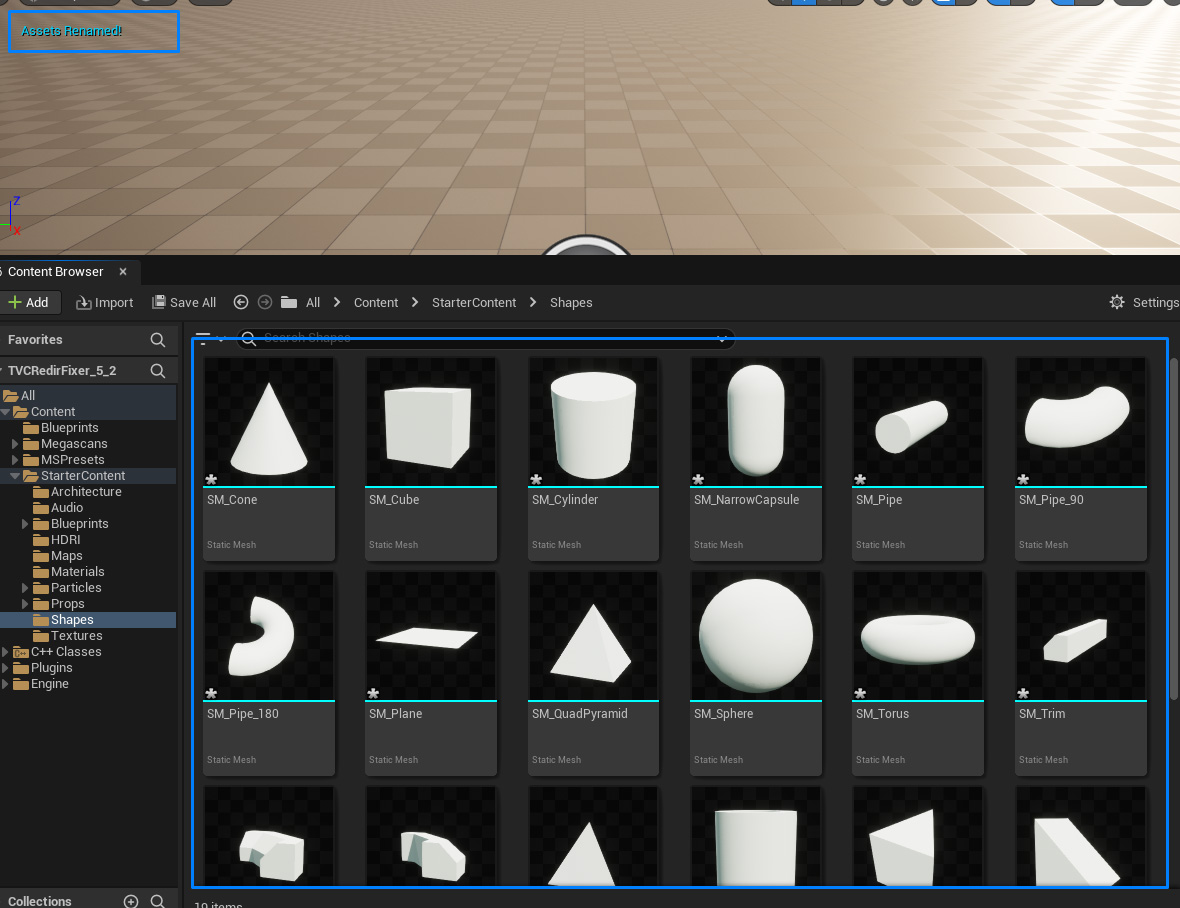 Assets Renamed!
Z
X
Content Browser
Add
Import
Save All
All
Content
StarterContent
Shapes
Settings
Favorites
TVCRedirFixer_5_2
All
Content
Blueprints
Megascans
MSPresets
StarterContent
Architecture
Audio
Blueprints
HDRI
Maps
Materials
Particles
Props
Shapes
Textures
C++ Classes
Plugins
Engine
Collections
Search Shapes
SM_Cone
Static Mesh
SM_Cube
Static Mesh
SM_Cylinder
Static Mesh
SM_NarrowCapsule
Static Mesh
SM_Pipe
Static Mesh
SM_Pipe_90
Static Mesh
SM_Pipe_180
Static Mesh
SM_Plane
Static Mesh
SM_QuadPyramid
Static Mesh
SM_Sphere
Static Mesh
SM_Torus
Static Mesh
SM_Trim
Static Mesh
19 items